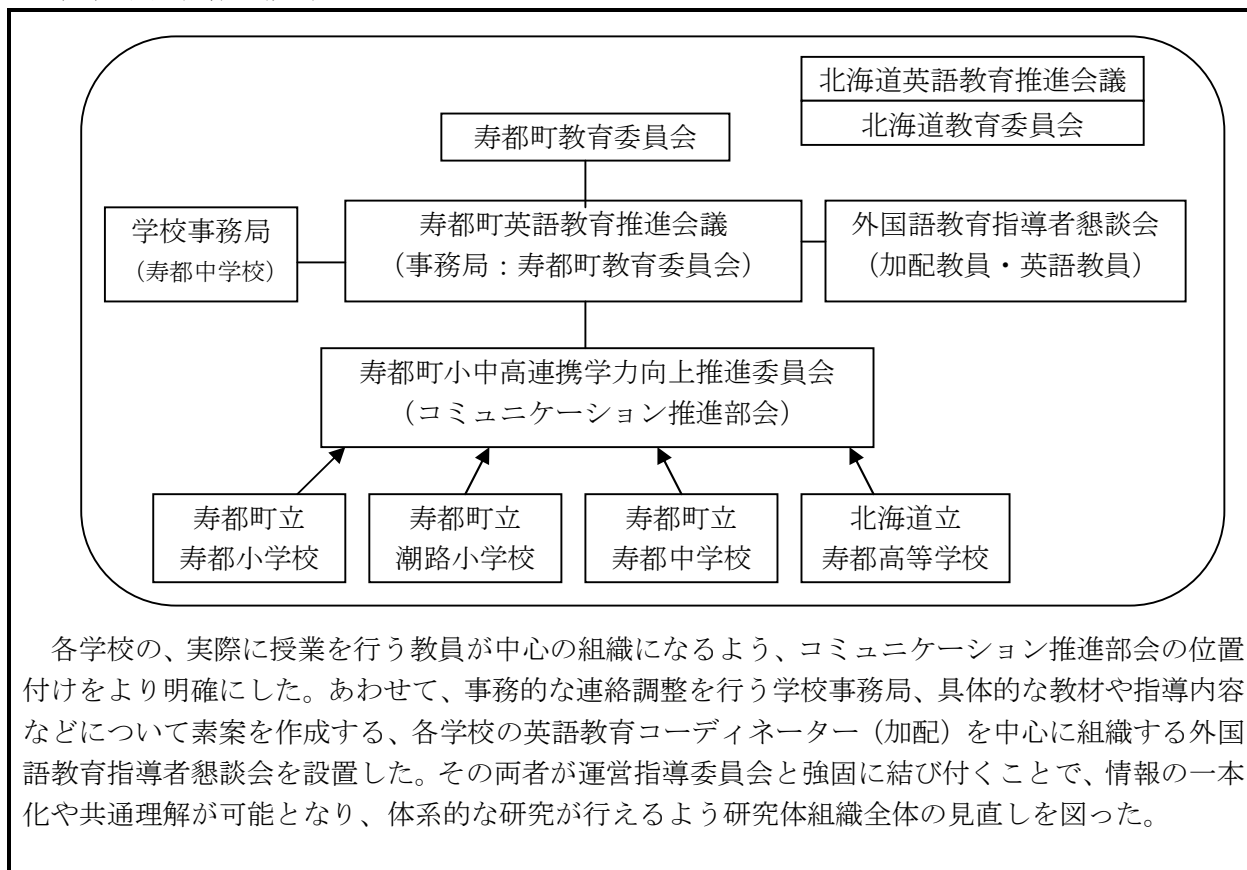 北海道英語教育推進会議
北海道教育委員会
寿都町教育委員会
学校事務局
（寿都中学校）
寿都町英語教育推進会議
（事務局：寿都町教育委員会）
外国語教育指導者懇談会
（加配教員・英語教員）
寿都町小中高連携学力向上推進委員会
（コミュニケーション推進部会）
寿都町立
寿都小学校
寿都町立
潮路小学校
寿都町立
寿都中学校
北海道立
寿都高等学校
各学校の、実際に授業を行う教員が中心の組織になるよう、コミュニケーション推進部会の位置
付けをより明確にした。あわせて、事務的な連絡調整を行う学校事務局、具体的な教材や指導内容
などについて素案を作成する、各学校の英語教育コーディネーター（加配）を中心に組織する外国
語教育指導者懇談会を設置した。その両者が運営指導委員会と強固に結び付くことで、情報の一本
化や共通理解が可能となり、体系的な研究が行えるよう研究体組織全体の見直しを図った。